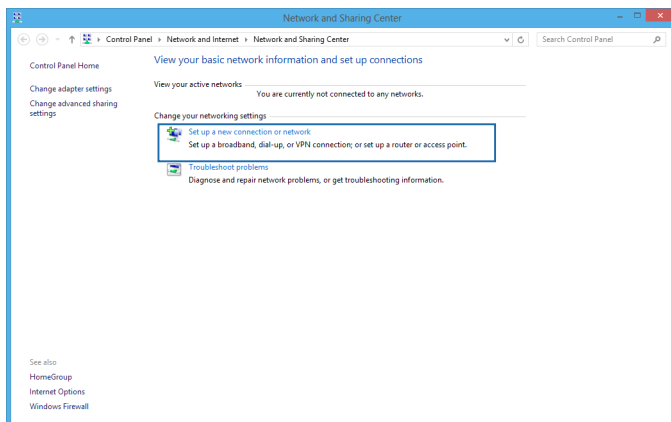 Network and Sharing Center
Control Panel Network and Internet Network and Sharing Center
Search Control Panel
Control Panel Home
Change adapter settings
Change advanced sharing
settings
View your basic network information and set up connections
View your active networks
You are currently not connected to any networks.
Change your networking settings
Set up a new connection or network
Set up a broadband, dial-up, or VPN connection; or set up a router or access point.
Troubleshoot problems
Diagnose and repair network problems, or get troubleshooting information.
See also
HomeGroup
Internet Options
Windows Firewall